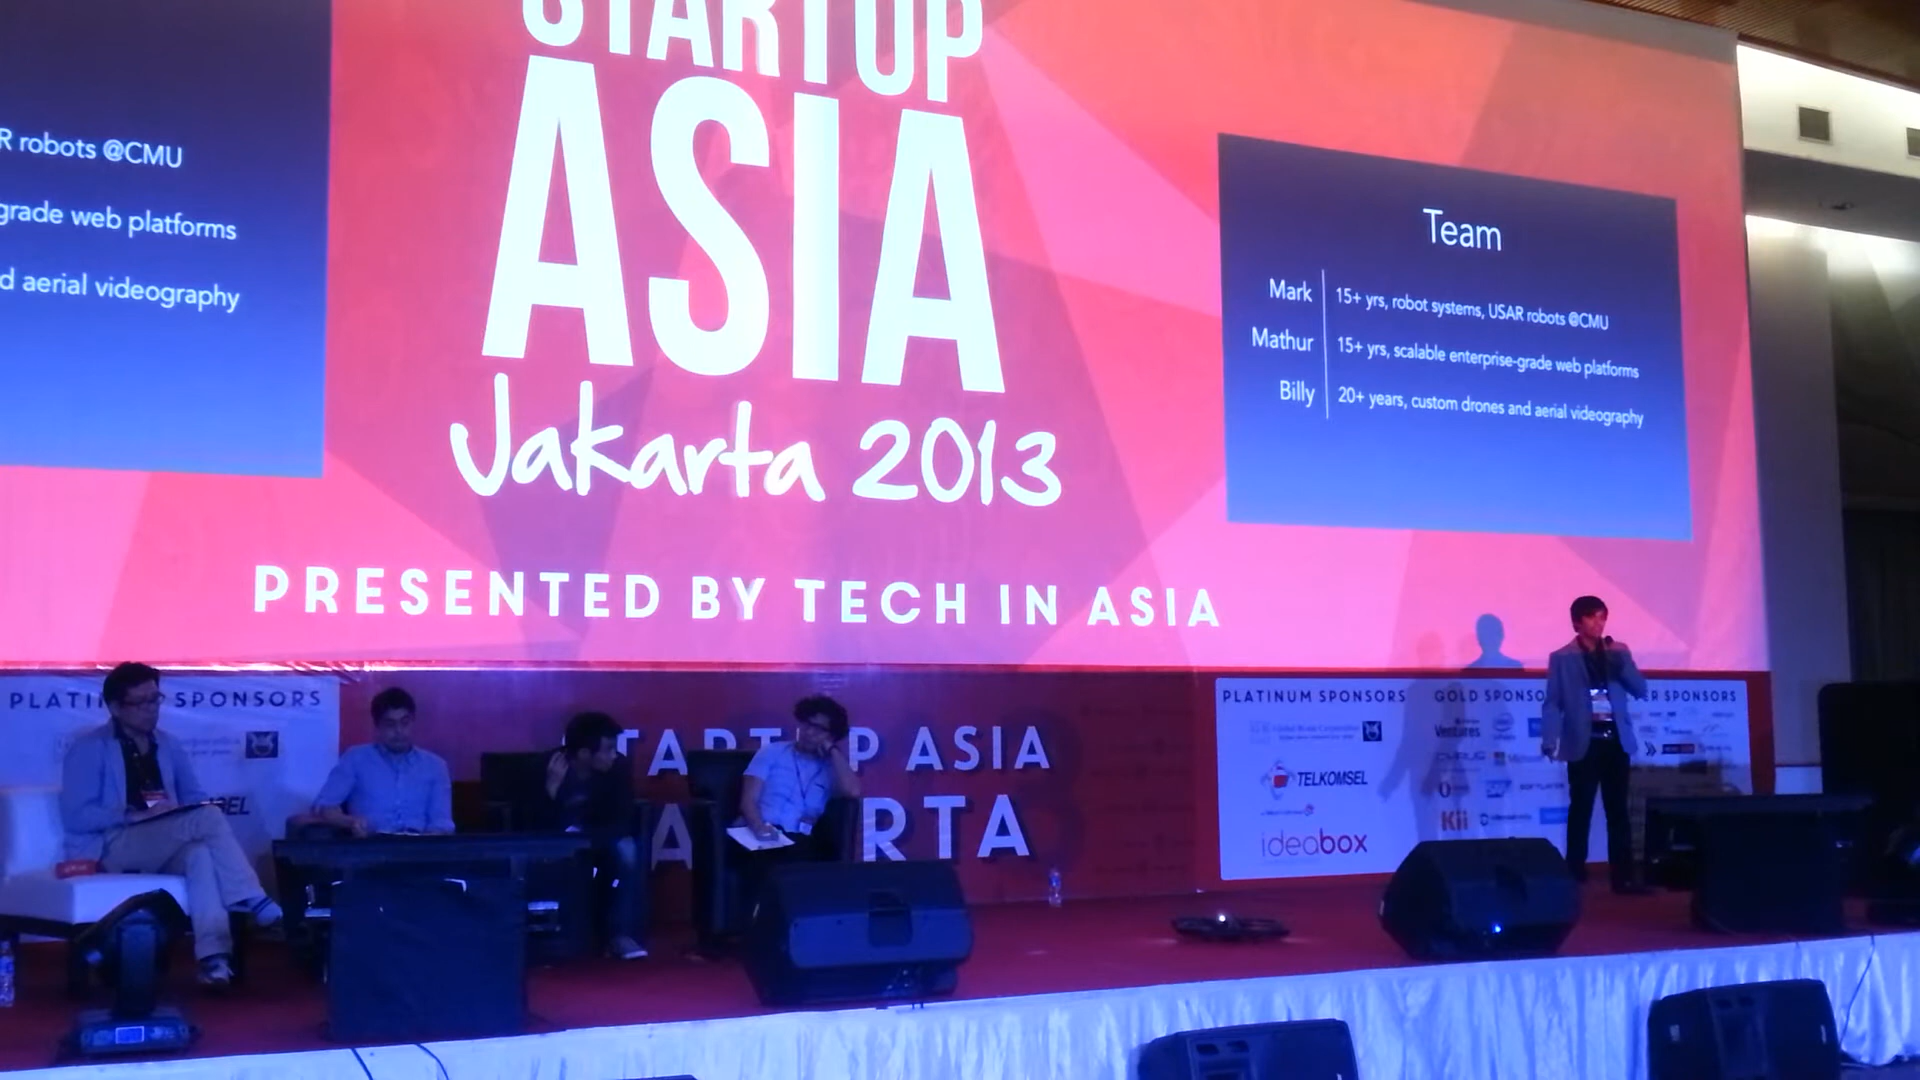 R robots @CMU
grade web platforms
d aerial videography
STARTUP
ASIA
Jakarta 2013
PRESENTED BY TECH IN ASIA
Team
Mark 15+ yrs, robot systems, USAR robots @CMU
Mathur 15+ yrs, scalable enterprise-grade web platforms
Billy 20+ years, custom drones and aerial videography
SPONSORS
ASIA
RTA
PLATINUM SPONSORS
TELKOMSEL
ideabox
GOLD
Ventures
Kii
SPONSORS